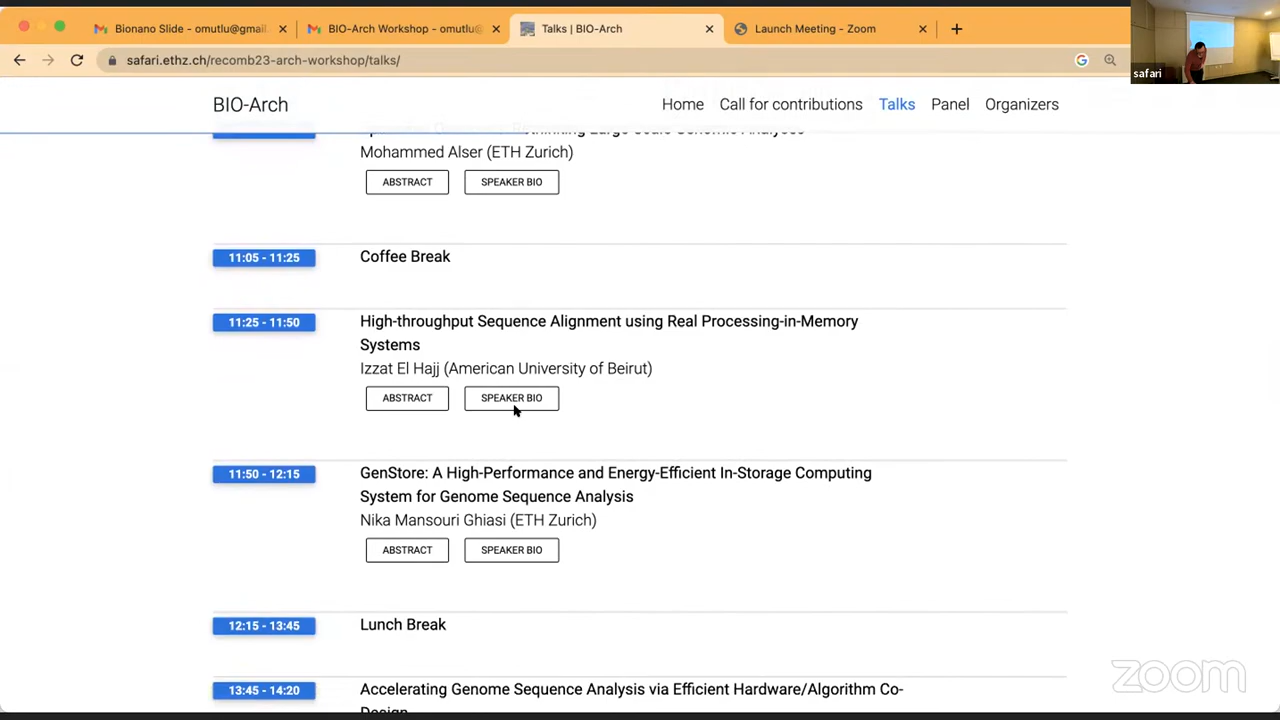 Bionano Slide - omutlu@gmail
BIO-Arch Workshop - omutlu@
Talks | BIO-Arch
Launch Meeting - Zoom
safari.ethz.ch/recomb23-arch-workshop/talks/
safari
BIO-Arch
Home
Call for contributions
Talks
Panel
Organizers
Mohammed Alser (ETH Zurich)
ABSTRACT
SPEAKER BIO
11:05 - 11:25
Coffee Break
11:25 - 11:50
High-throughput Sequence Alignment using Real Processing-in-Memory
Systems
Izzat El Hajj (American University of Beirut)
ABSTRACT
SPEAKER BIO
11:50 - 12:15
GenStore: A High-Performance and Energy-Efficient In-Storage Computing
System for Genome Sequence Analysis
Nika Mansouri Ghiasi (ETH Zurich)
ABSTRACT
SPEAKER BIO
12:15 - 13:45
Lunch Break
13:45 - 14:20
Accelerating Genome Sequence Analysis via Efficient Hardware/Algorithm Co-
Design
zoom